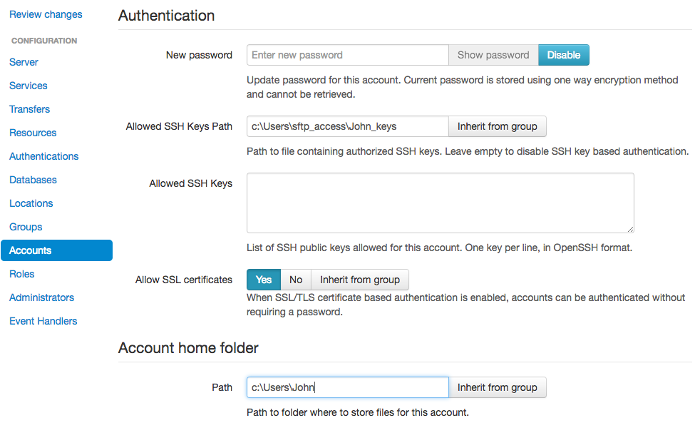 Review changes
CONFIGURATION
Server
Services
Transfers
Resources
Authentications
Databases
Locations
Groups
Accounts
Roles
Administrators
Event Handlers
Authentication
New password Enter new password Show password Disable
Update password for this account. Current password is stored using one way encryption method
and cannot be retrieved.
Allowed SSH Keys Path c:\Users\sftp_access\John_keys Inherit from group
Path to file containing authorized SSH keys. Leave empty to disable SSH key based authentication.
Allowed SSH Keys
List of SSH public keys allowed for this account. One key per line, in OpenSSH format.
Allow SSL certificates Yes No Inherit from group
When SSL/TLS certificate based authentication is enabled, accounts can be authenticated without
requiring a password.
Account home folder
Path c:\Users\John Inherit from group
Path to folder where to store files for this account.